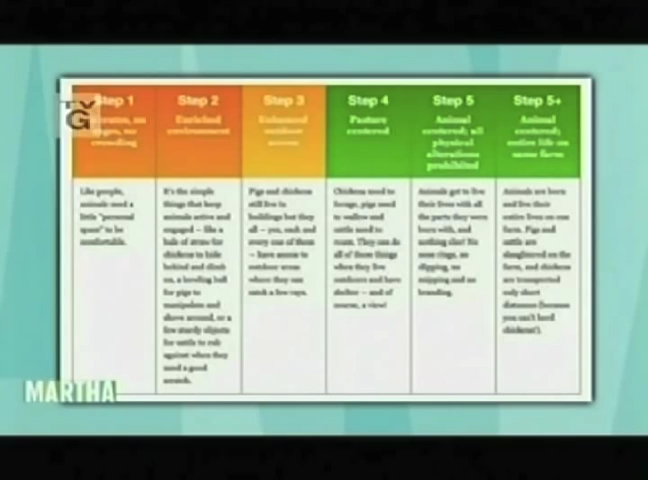 TV
G
Step 1
no
crowding
Like people,
animals need a
little "personal
space" to be
comfortable.
Step 2
Enriched
environment
It's the simple
things that keep
animals active and
engaged – like a
bale of straw for
chickens to hide
behind and climb
on, a bowling ball
for pigs to
manipulate and
shove around, or a
few sturdy objects
for cattle to rub
against when they
need a good
scratch.
Step 3
Enhanced
outdoor
access
Pigs and chickens
still live in
buildings but they
all – yes, each and
every one of them
– have access to
outdoor areas
where they can
catch a few rays.
Step 4
Pasture
centered
Chickens need to
forage, pigs need
to wallow and
cattle need to
roam. They can do
all of these things
when they live
outdoors and have
shelter – and of
course, a view!
Step 5
Animal
centered; all
physical
alterations
prohibited
Animals get to live
their lives with all
the parts they were
born with, and
nothing else! No
nose rings, no
clipping, no
snipping and no
branding.
Step 5+
Animal
centered;
entire life on
same farm
Animals are born
and live their
entire lives on one
farm. Pigs and
cattle are
slaughtered on the
farm, and chickens
are transported
only short
distances (because
you can't herd
chickens!).
MARTHA